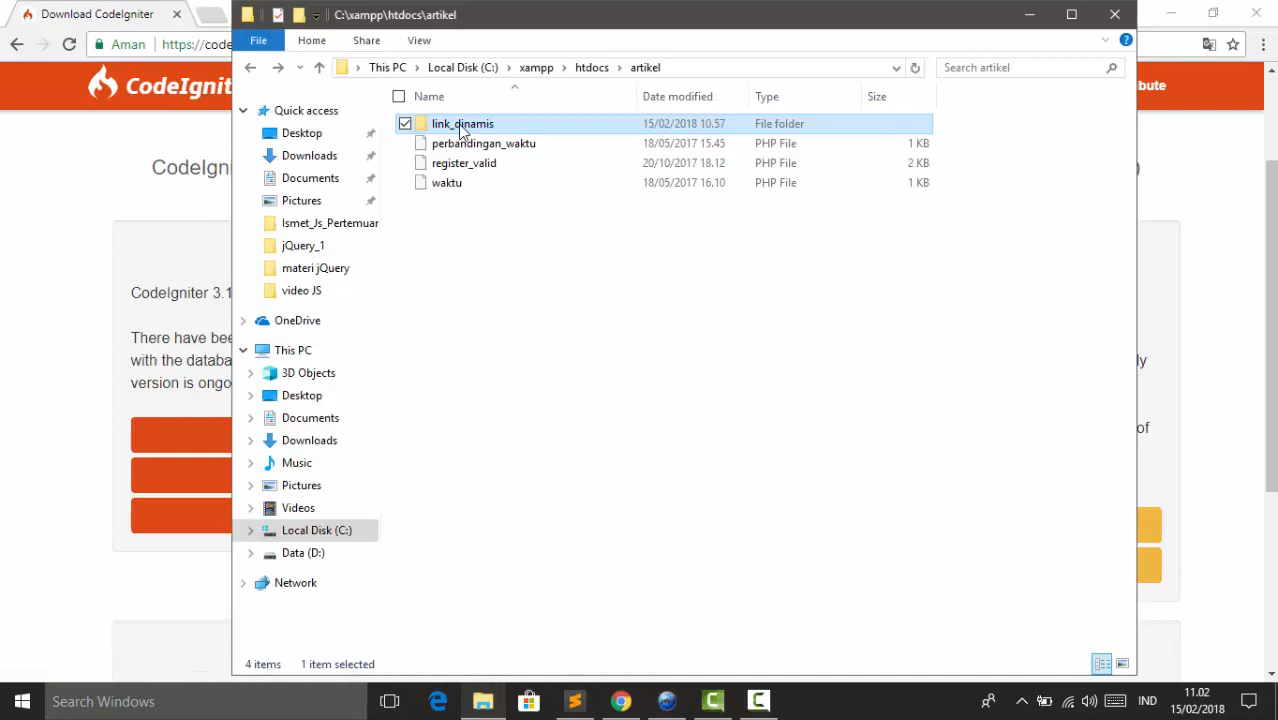 Download CodeIgniter
C:\xampp\htdocs\artikel
Aman
https://code
File
Home
Share
View
This PC
Local Disk (C:)
xampp
htdocs
artikel
Search artikel
CodeIgnit
bute
Name
Date modified
Type
Size
Quick access
Desktop
Downloads
Documents
Pictures
Ismet_Js_Pertemuar
jQuery_1
materi jQuery
video JS
OneDrive
This PC
3D Objects
Desktop
Documents
Downloads
Music
Pictures
Videos
Local Disk (C:)
Data (D:)
Network
link_dinamis 15/02/2018 10.57 File folder
perbandingan_waktu 18/05/2017 15.45 PHP File 1 KB
register_valid 20/10/2017 18.12 PHP File 2 KB
waktu 18/05/2017 16.10 PHP File 1 KB
CodeIgni
CodeIgniter 3.1
There have bee
with the databa
version is ongo
ly
of
4 items 1 item selected
Search Windows
IND
11.02
15/02/2018